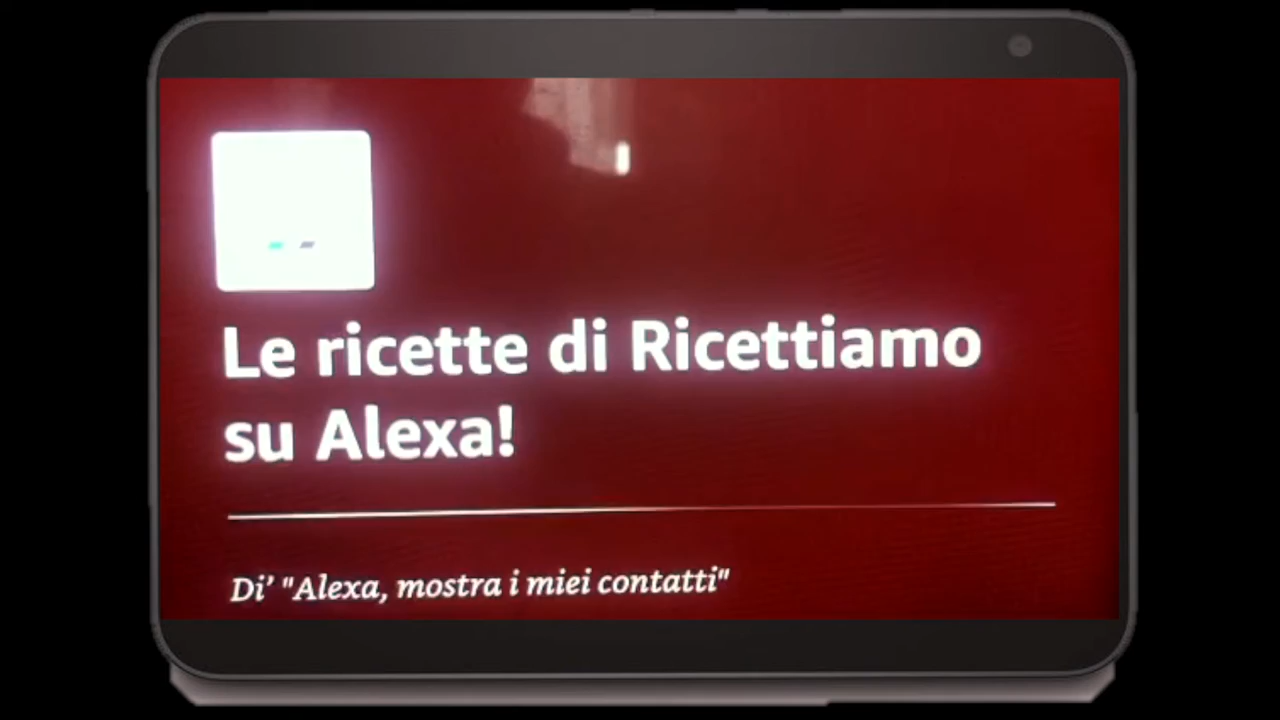 Le ricette di Ricettiamo
su Alexa!
Di’ "Alexa, mostra i miei contatti"